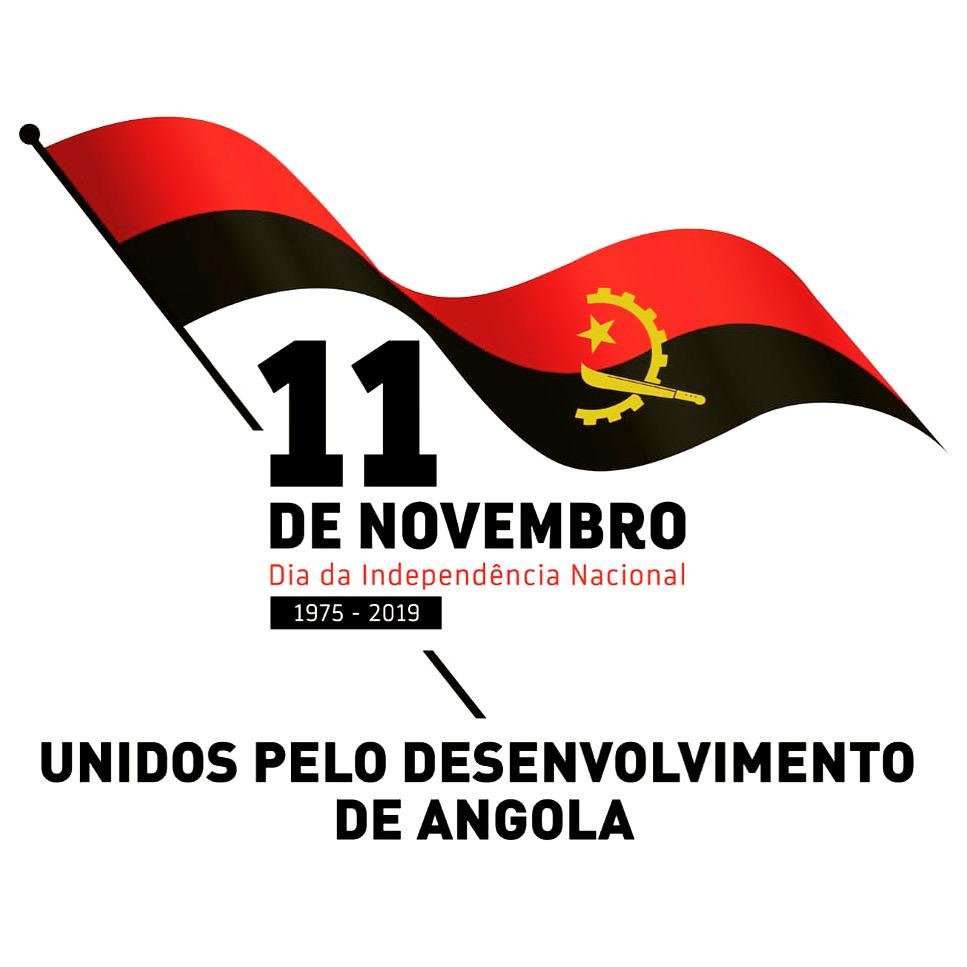 11
DE NOVEMBRO
Dia da Independência Nacional
1975 - 2019
UNIDOS PELO DESENVOLVIMENTO
DE ANGOLA